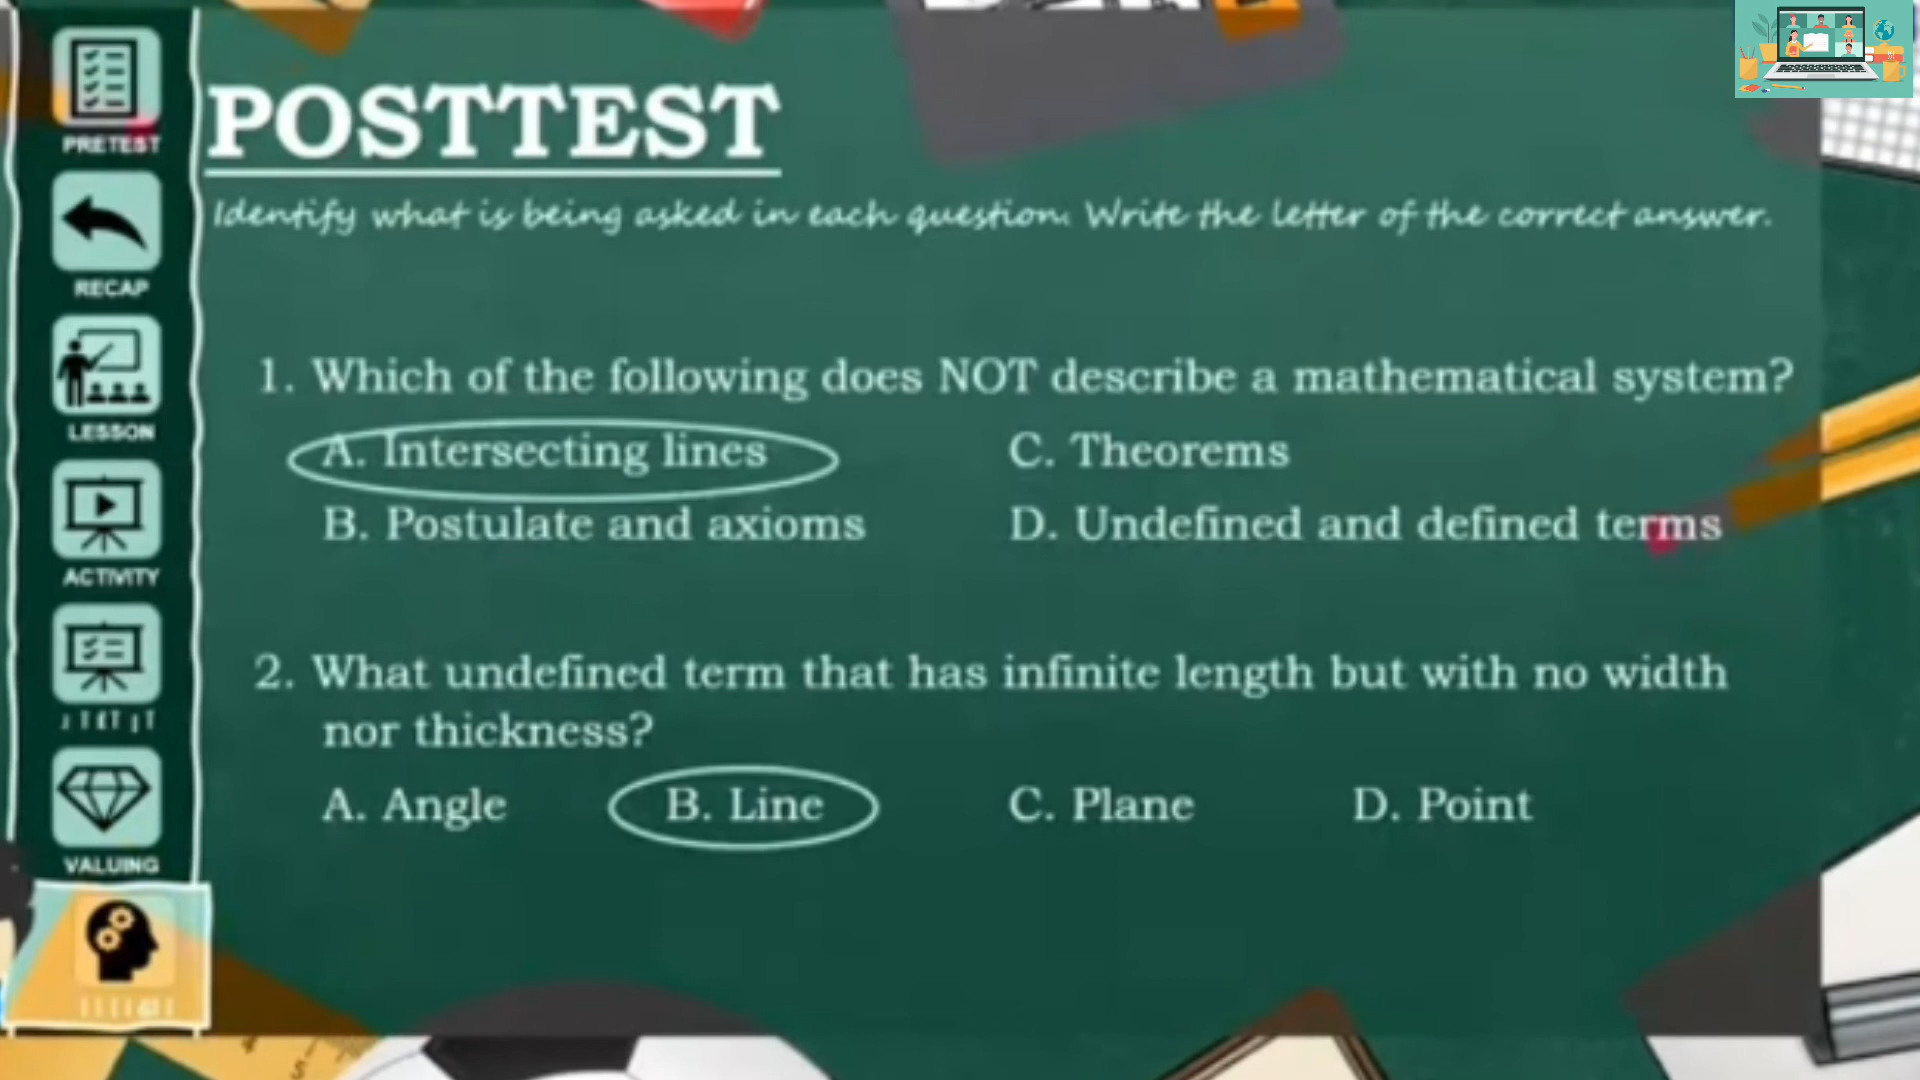 POSTTEST
Identify what is being asked in each question. Write the letter of the correct answer.
1. Which of the following does NOT describe a mathematical system?
A. Intersecting lines
C. Theorems
B. Postulate and axioms
D. Undefined and defined terms
2. What undefined term that has infinite length but with no width
nor thickness?
A. Angle
B. Line
C. Plane
D. Point
PRETEST
RECAP
LESSON
ACTIVITY
VALUING